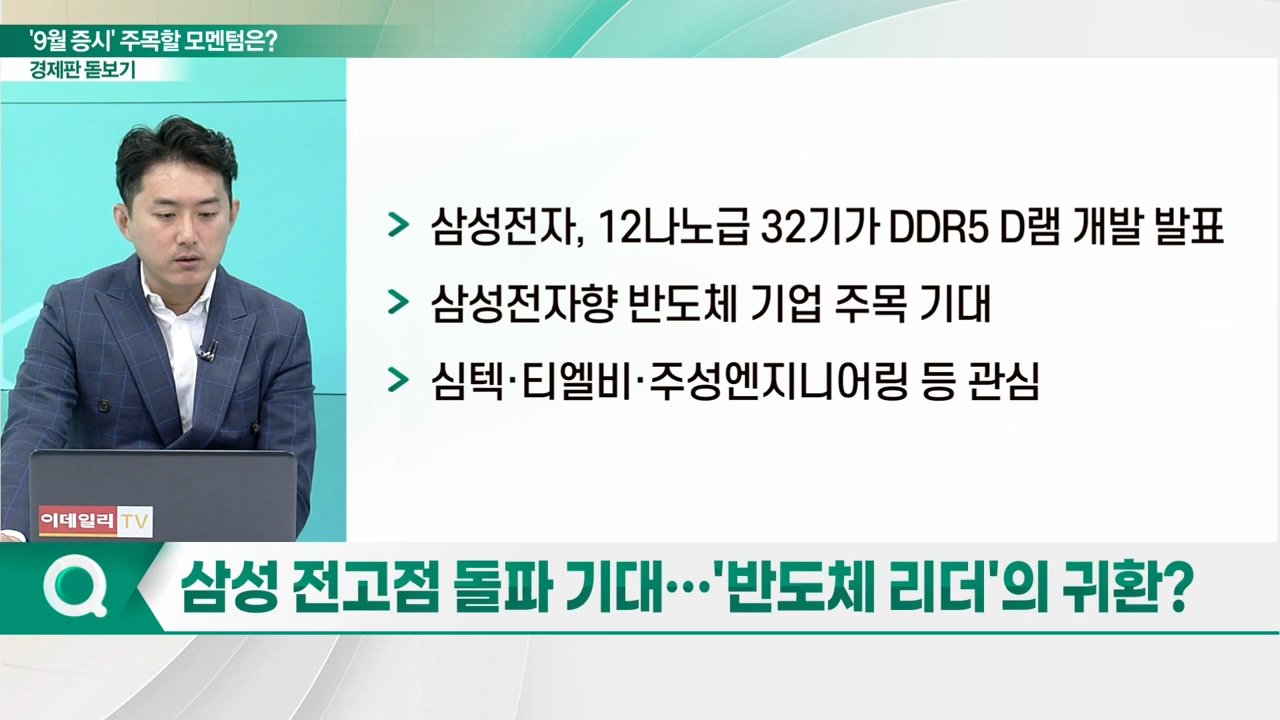 '9월 증시' 주목할 모멘텀은?
경제판 돋보기
> 삼성전자, 12나노급 32기가 DDR5 D램 개발 발표
> 삼성전자향 반도체 기업 주목 기대
> 심텍·티엘비·주성엔지니어링 등 관심
이데일리 TV
삼성 전고점 돌파 기대…'반도체 리더'의 귀환?